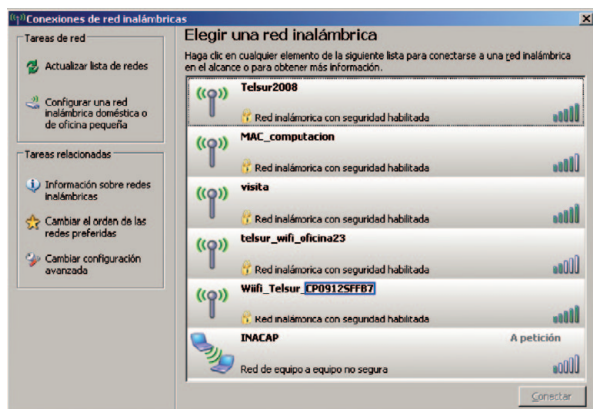 Conexiones de red inalámbricas
Tareas de red
Actualizar lista de redes
Configurar una red
inalámbrica doméstica o
de oficina pequeña
Tareas relacionadas
Información sobre redes
inalámbricas
Cambiar el orden de las
redes preferidas
Cambiar configuración
avanzada
Elegir una red inalámbrica
Haga clic en cualquier elemento de la siguiente lista para conectarse a una red inalámbrica
en el alcance o para obtener más información.
Telsur2008
Red inalámbrica con seguridad habilitada
MAC_computacion
Red inalámbrica con seguridad habilitada
visita
Red inalámbrica con seguridad habilitada
telsur_wifi_oficina23
Red inalámbrica con seguridad habilitada
Wiifi_Telsur_CP0912SFFB7
Red inalámbrica con seguridad habilitada
INACAP
A petición
Red de equipo a equipo no segura
Conectar